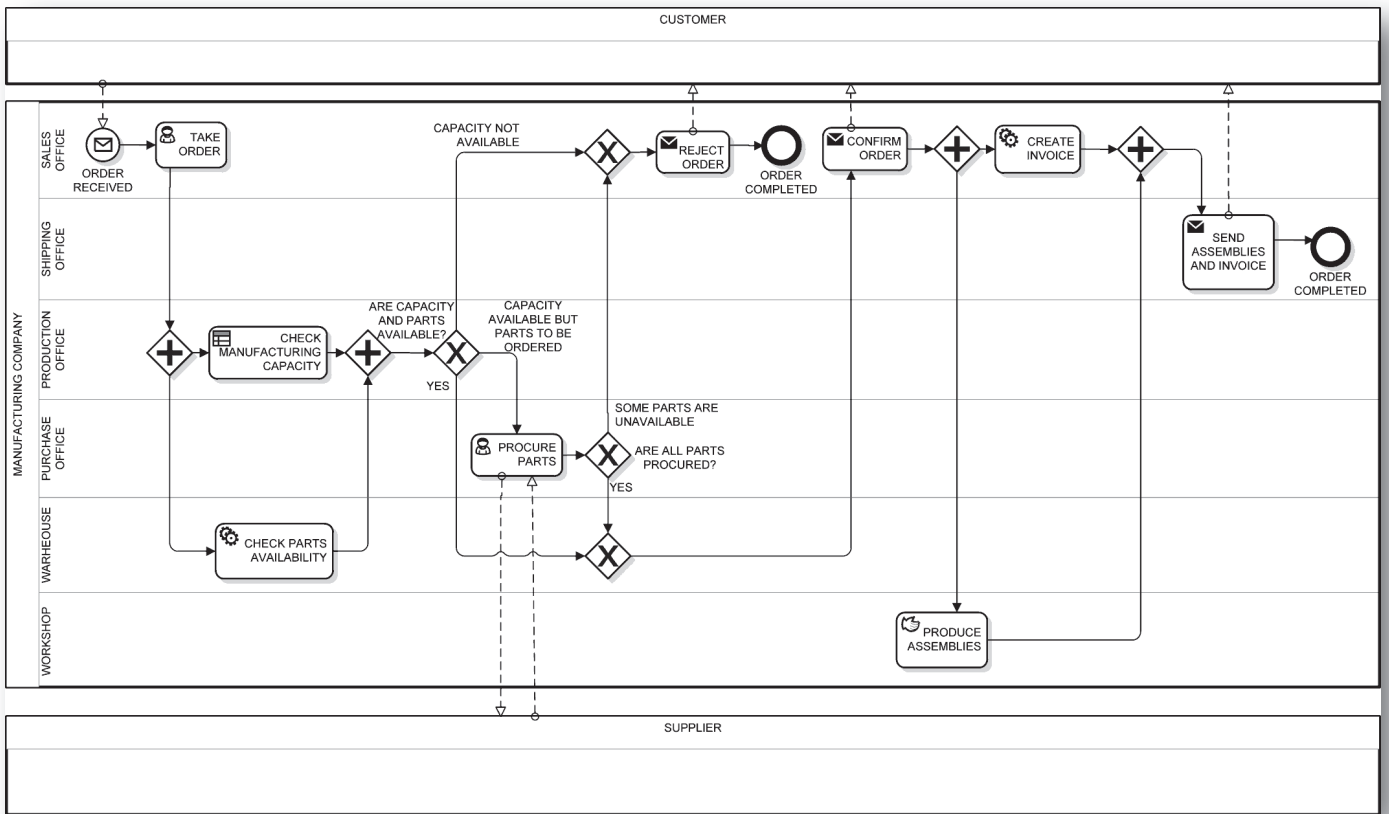 CUSTOMER
MANUFACTURING COMPANY
SALES
OFFICE
ORDER
RECEIVED
TAKE
ORDER
CAPACITY NOT
AVAILABLE
REJECT
ORDER
ORDER
COMPLETED
CONFIRM
ORDER
CREATE
INVOICE
SHIPPING
OFFICE
SEND
ASSEMBLIES
AND INVOICE
ORDER
COMPLETED
PRODUCTION
OFFICE
CHECK
MANUFACTURING
CAPACITY
ARE CAPACITY
AND PARTS
AVAILABLE?
CAPACITY
AVAILABLE BUT
PARTS TO BE
ORDERED
YES
PURCHASE
OFFICE
PROCURE
PARTS
SOME PARTS ARE
UNAVAILABLE
ARE ALL PARTS
PROCURED?
YES
WARHEOUSE
CHECK PARTS
AVAILABILITY
WORKSHOP
PRODUCE
ASSEMBLIES
SUPPLIER